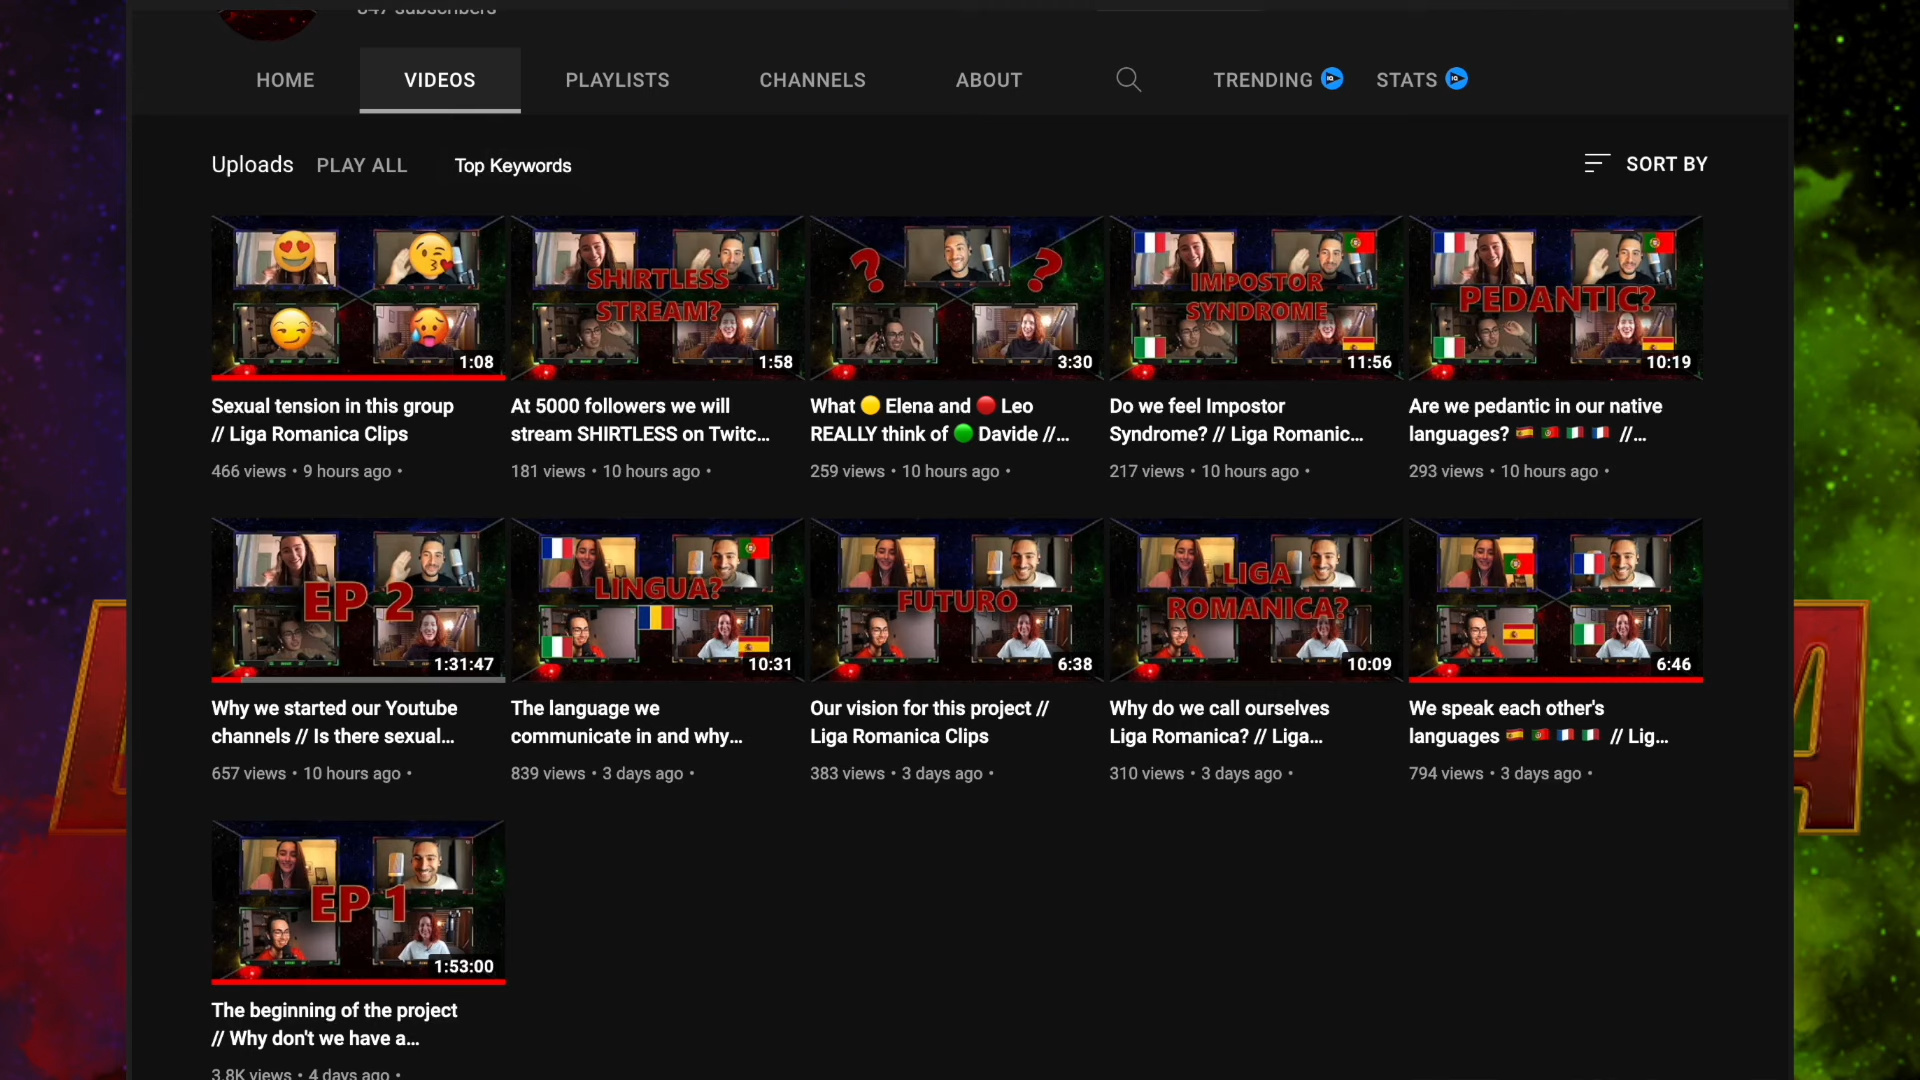 847 subscribers
HOME
VIDEOS
PLAYLISTS
CHANNELS
ABOUT
TRENDING
STATS
Uploads
PLAY ALL
Top Keywords
SORT BY
1:08
SHIRTLESS
STREAM?
1:58
? ?
3:30
IMPOSTOR
SYNDROME
11:56
PEDANTIC?
10:19
Sexual tension in this group
// Liga Romanica Clips
466 views • 9 hours ago •
At 5000 followers we will
stream SHIRTLESS on Twitc...
181 views • 10 hours ago •
What 🟡 Elena and 🔴 Leo
REALLY think of 🟢 Davide //...
259 views • 10 hours ago •
Do we feel Impostor
Syndrome? // Liga Romanic...
217 views • 10 hours ago •
Are we pedantic in our native
languages? 🇪🇸 🇵🇹 🇮🇹 🇫🇷 //...
293 views • 10 hours ago •
EP 2
1:31:47
LINGUA?
10:31
FUTURO
6:38
LIGA
ROMANICA?
10:09
6:46
Why we started our Youtube
channels // Is there sexual...
657 views • 10 hours ago •
The language we
communicate in and why...
839 views • 3 days ago •
Our vision for this project //
Liga Romanica Clips
383 views • 3 days ago •
Why do we call ourselves
Liga Romanica? // Liga...
310 views • 3 days ago •
We speak each other's
languages 🇪🇸 🇵🇹 🇫🇷 🇮🇹 // Lig...
794 views • 3 days ago •
EP 1
1:53:00
The beginning of the project
// Why don't we have a...
3.8K views • 4 days ago •